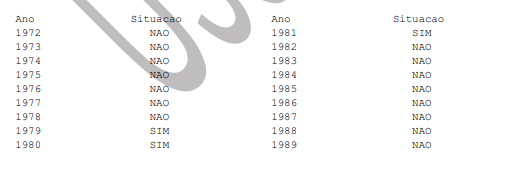 Ano Situacao Ano Situacao
1972 NAO 1981 SIM
1973 NAO 1982 NAO
1974 NAO 1983 NAO
1975 NAO 1984 NAO
1976 NAO 1985 NAO
1977 NAO 1986 NAO
1978 NAO 1987 NAO
1979 SIM 1988 NAO
1980 SIM 1989 NAO